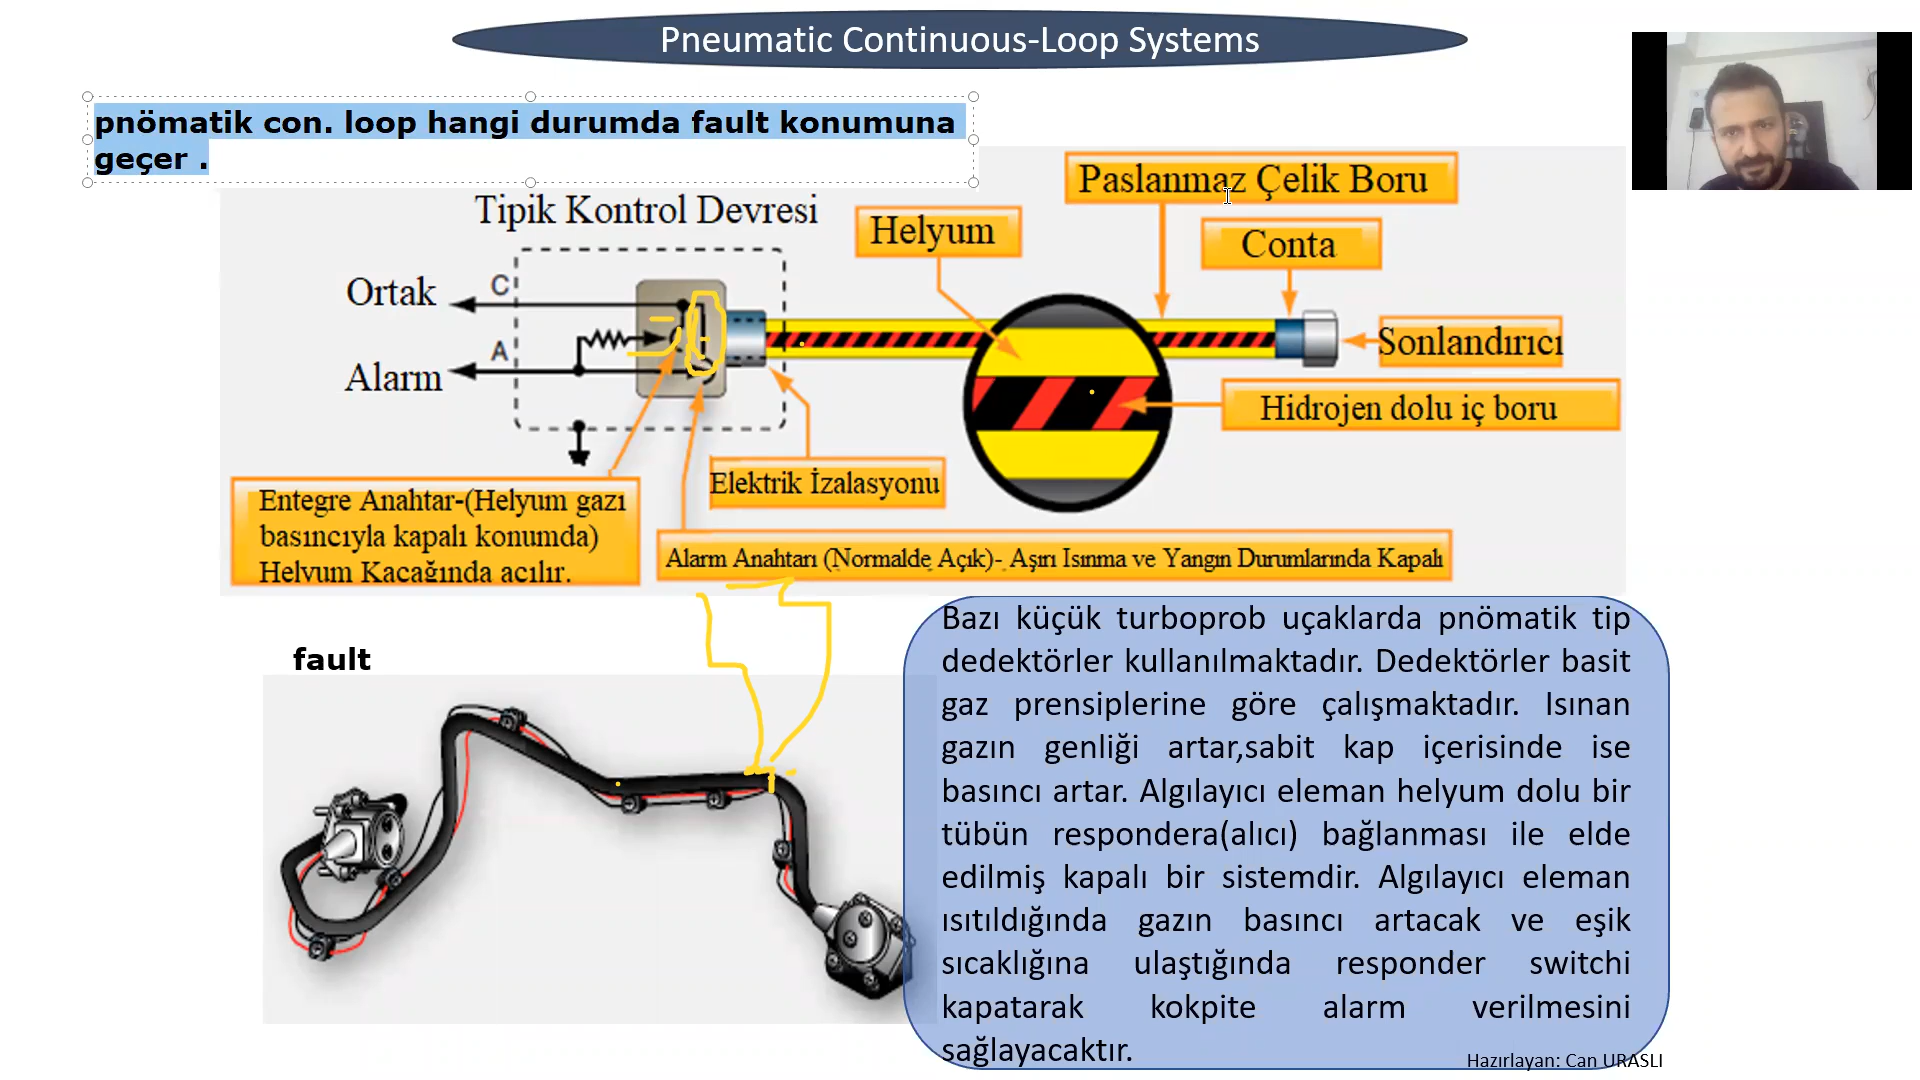 Pneumatic Continuous-Loop Systems
pnömatik con. loop hangi durumda fault konumuna
geçer .
Tipik Kontrol Devresi
Helyum
Paslanmaz Çelik Boru
Conta
Ortak
C
A
Alarm
Sonlandırıcı
Hidrojen dolu iç boru
Elektrik İzalasyonu
Entegre Anahtar-(Helyum gazı
basıncıyla kapalı konumda)
Helyum Kaçağında açılır.
Alarm Anahtarı (Normalde Açık)- Aşırı Isınma ve Yangın Durumlarında Kapalı
fault
Bazı küçük turboprob uçaklarda pnömatik tip
dedektörler kullanılmaktadır. Dedektörler basit
gaz prensiplerine göre çalışmaktadır. Isınan
gazın genliği artar,sabit kap içerisinde ise
basıncı artar. Algılayıcı eleman helyum dolu bir
tübün respondera(alıcı) bağlanması ile elde
edilmiş kapalı bir sistemdir. Algılayıcı eleman
ısıtıldığında gazın basıncı artacak ve eşik
sıcaklığına ulaştığında responder switchi
kapatarak kokpite alarm verilmesini
sağlayacaktır.
Hazırlayan: Can URASLI